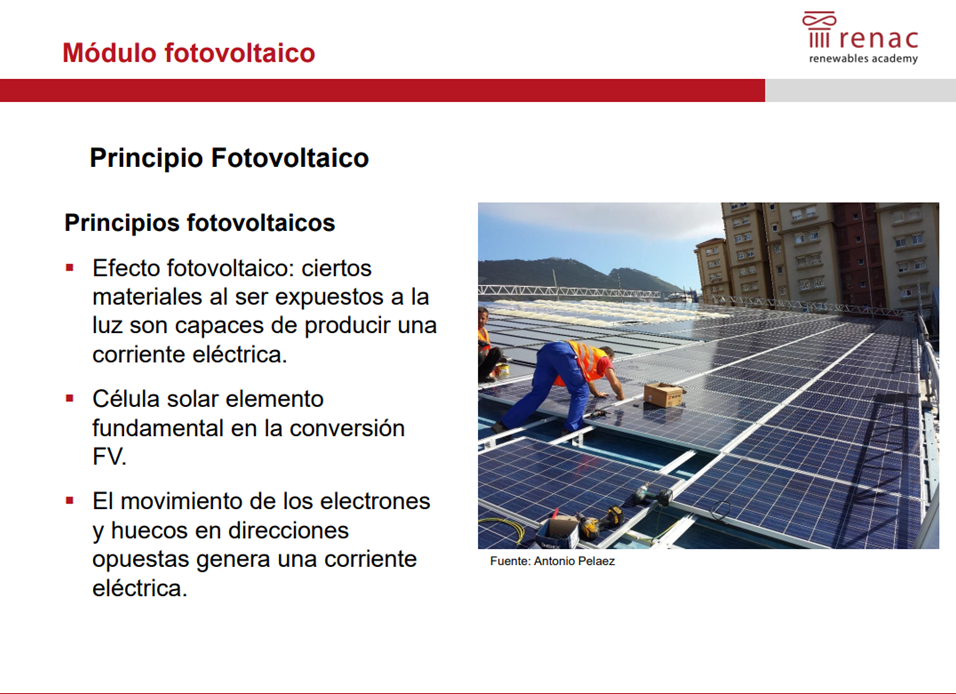 Módulo fotovoltaico
renac
renewables academy
Principio Fotovoltaico
Principios fotovoltaicos
Efecto fotovoltaico: ciertos
materiales al ser expuestos a la
luz son capaces de producir una
corriente eléctrica.
Célula solar elemento
fundamental en la conversión
FV.
El movimiento de los electrones
y huecos en direcciones
opuestas genera una corriente
eléctrica.
Fuente: Antonio Pelaez